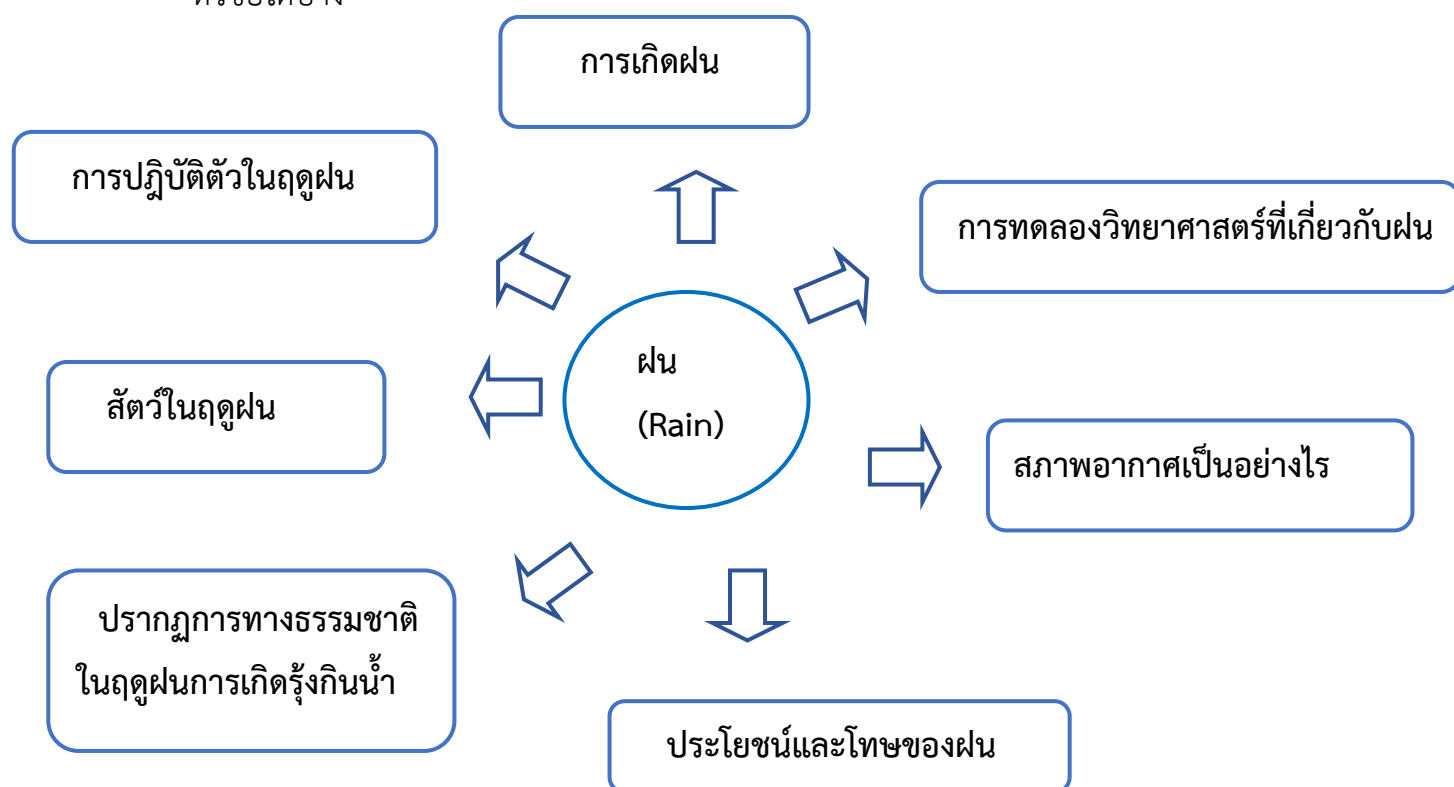 การเกิดฝน
การปฎิบัติตัวในฤดูฝน
การทดลองวิทยาศาสตร์ที่เกี่ยวกับฝน
ฝน
(Rain)
สัตว์ในฤดูฝน
สภาพอากาศเป็นอย่างไร
ปรากฏการทางธรรมชาติ
ในฤดูฝนการเกิดรุ้งกินน้ำ
ประโยชน์และโทษของฝน